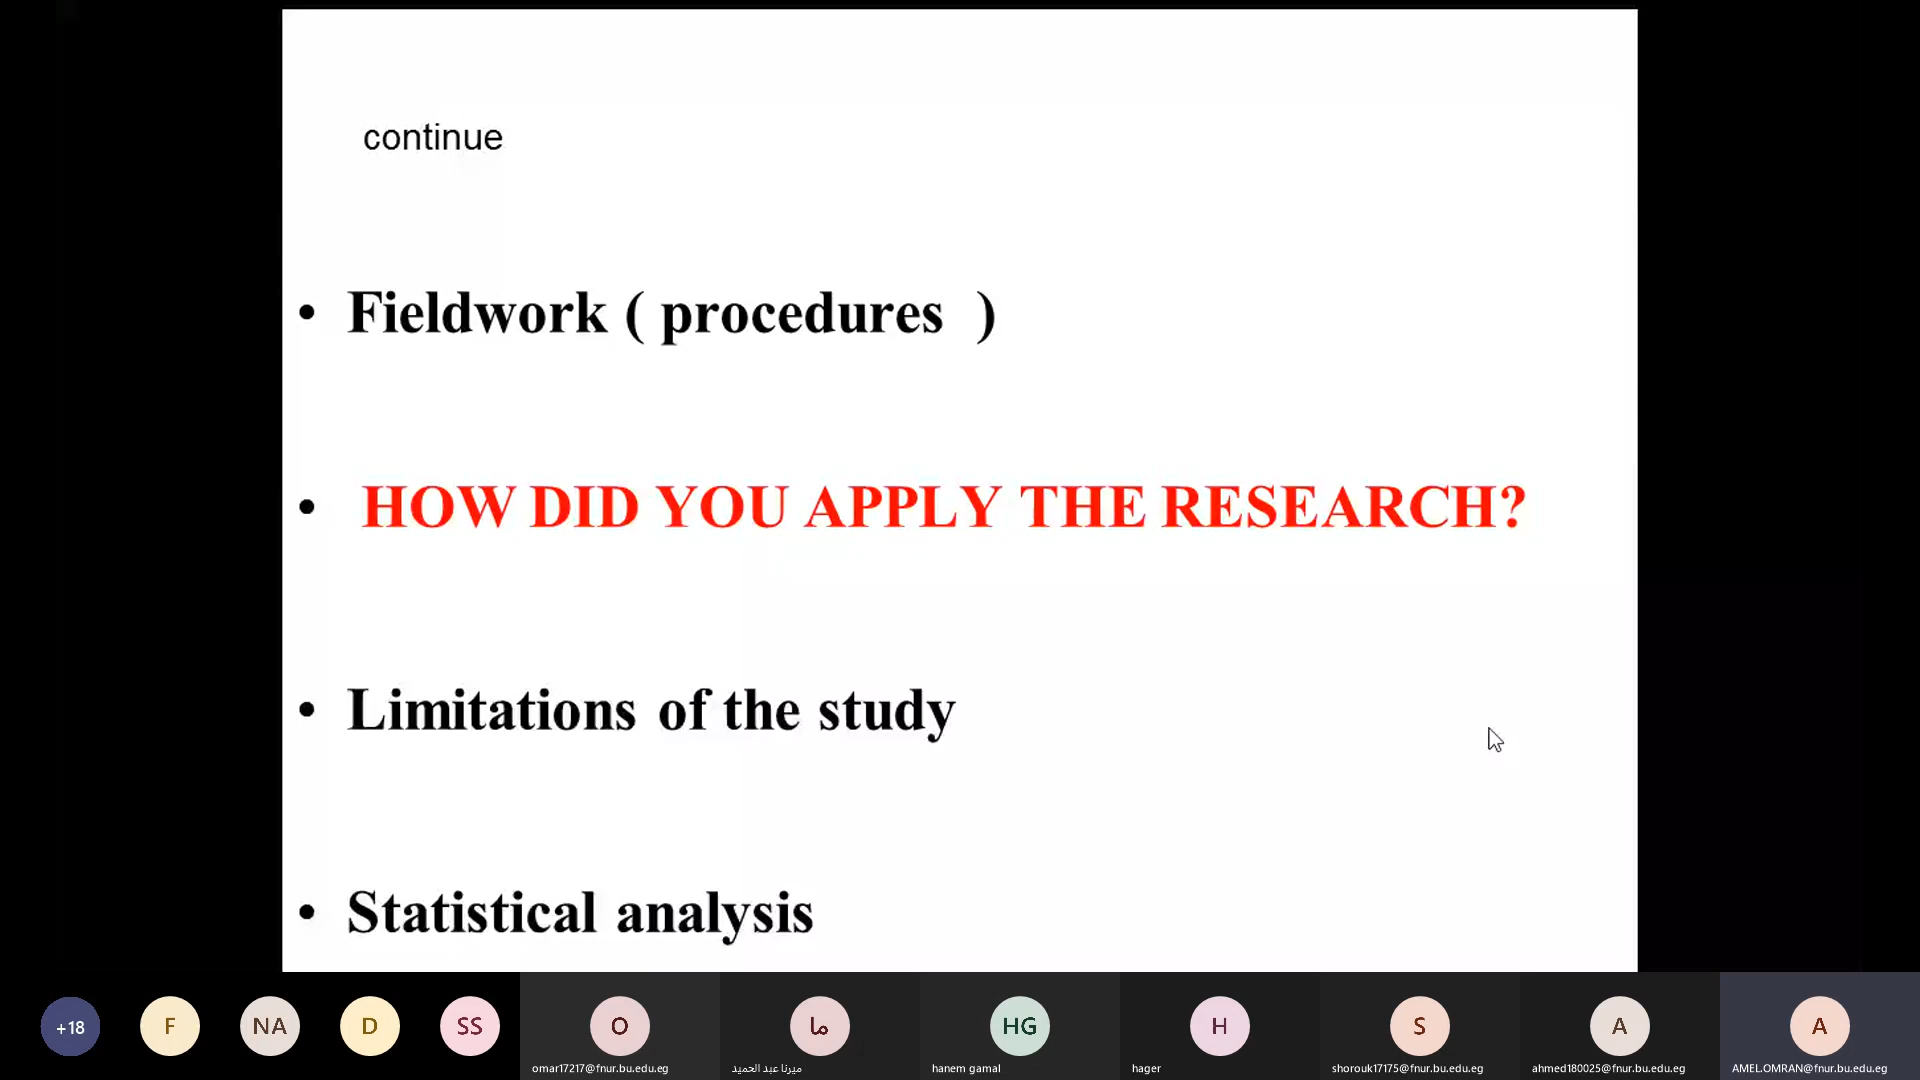 continue
• Fieldwork ( procedures )
• HOW DID YOU APPLY THE RESEARCH?
• Limitations of the study
• Statistical analysis
+18
F
NA
D
SS
O
ما
HG
H
S
A
A
omar17217@fnur.bu.edu.eg
ميرنا عبد الحميد
hanem gamal
hager
shorouk17175@fnur.bu.edu.eg
ahmed180025@fnur.bu.edu.eg
AMEL.OMRAN@fnur.bu.edu.eg